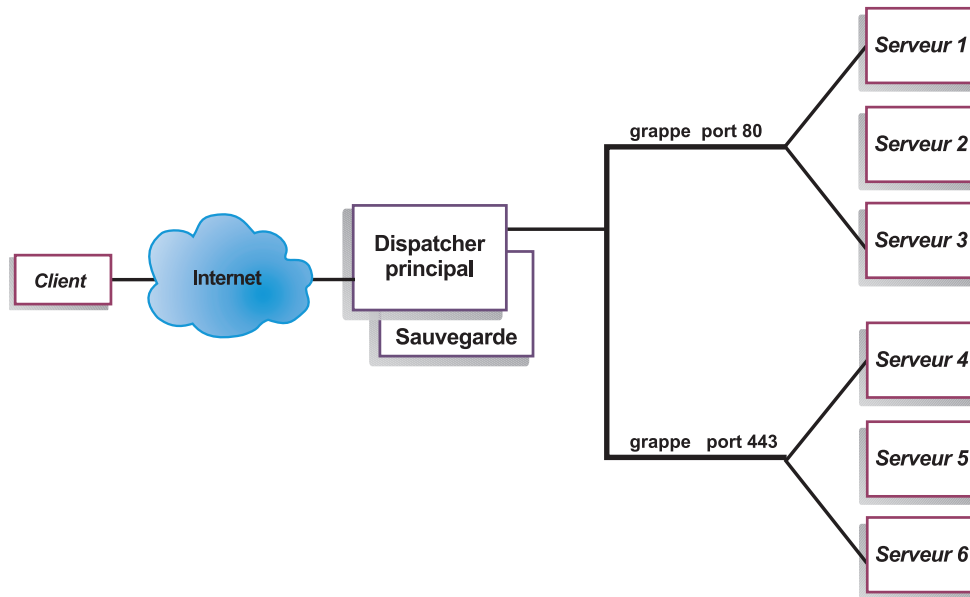 Client
Internet
Dispatcher
principal
Sauvegarde
grappe port 80
Serveur 1
Serveur 2
Serveur 3
grappe port 443
Serveur 4
Serveur 5
Serveur 6